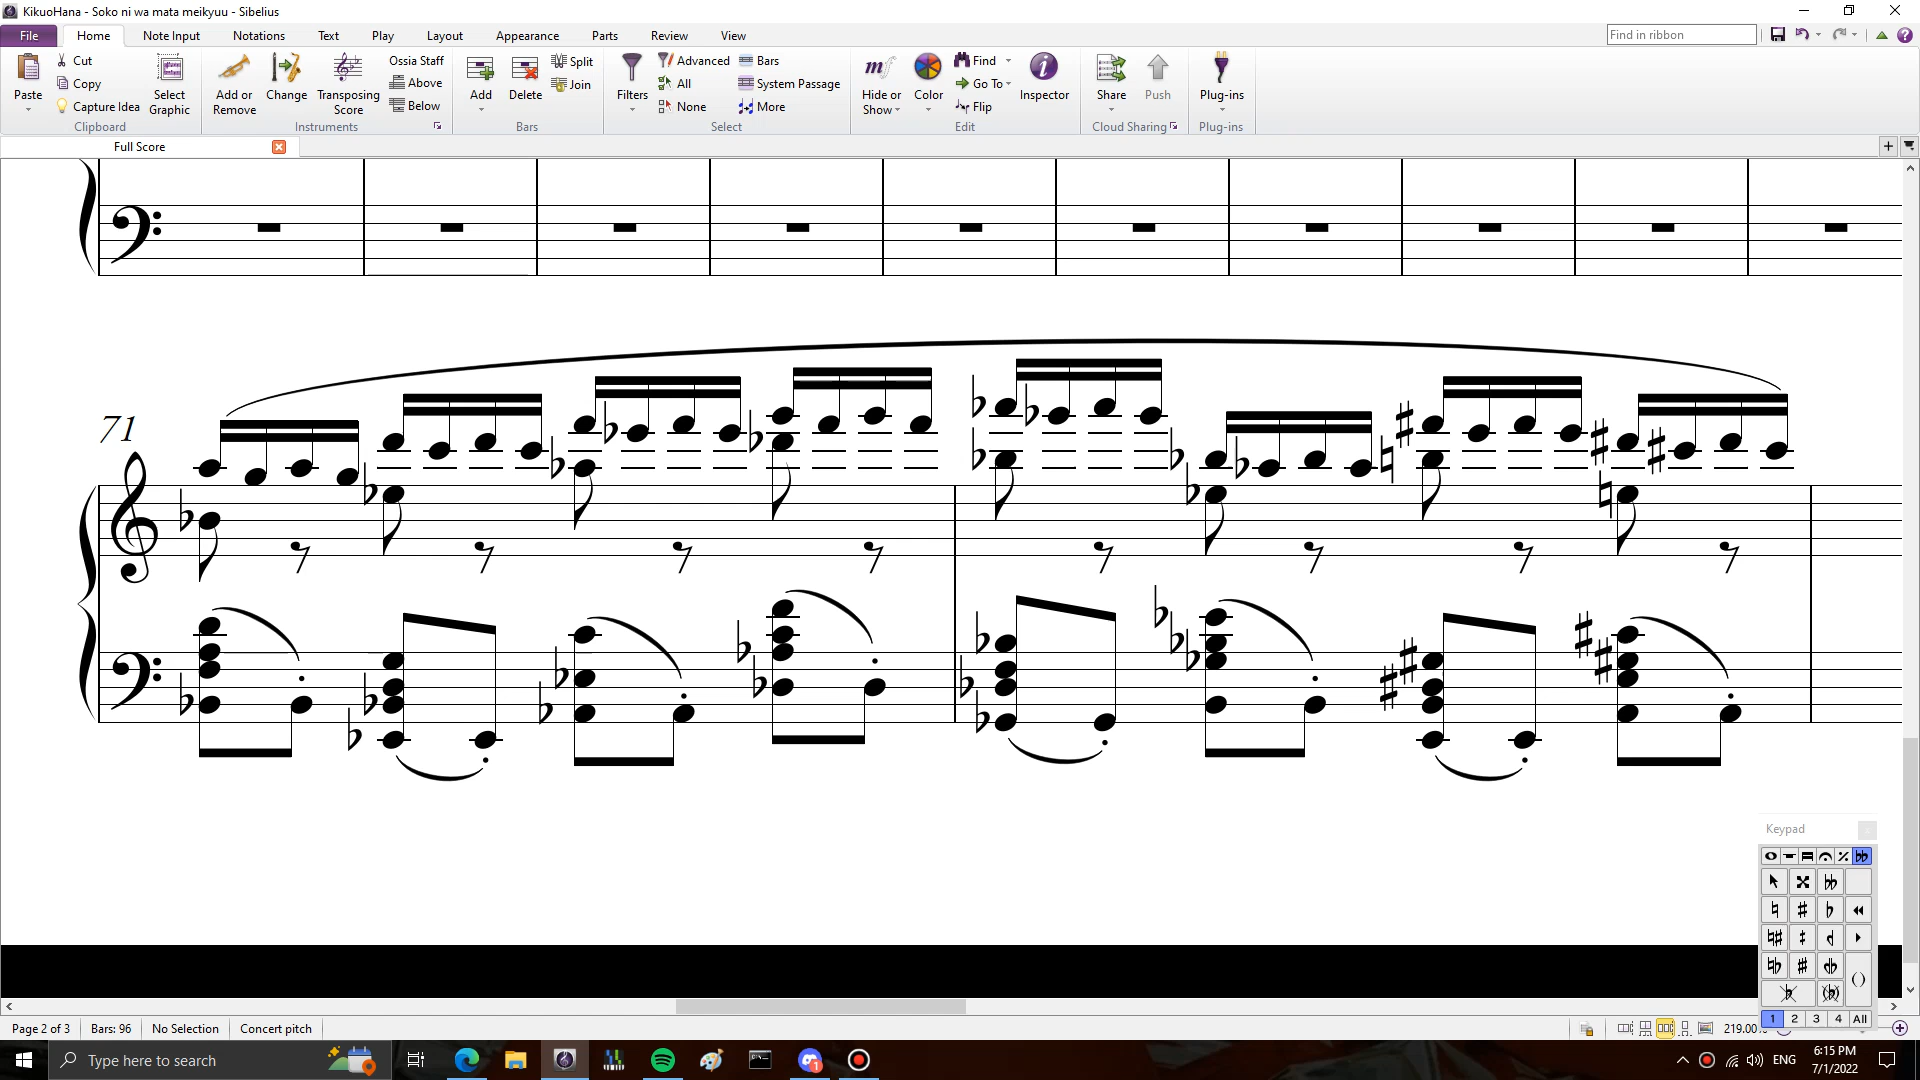 KikuoHana - Soko ni wa mata meikyuu - Sibelius
File Home Note Input Notations Text Play Layout Appearance Parts Review View Find in ribbon
Paste Cut Copy Capture Idea Select Graphic Clipboard
Add or Remove Change Transposing Score Ossia Staff Above Below Instruments
Add Delete Split Join Bars
Filters Advanced All None Bars System Passage More Select
Hide or Show Color Find Go To Flip Inspector Edit
Share Push Cloud Sharing
Plug-ins Plug-ins
Full Score
71
Keypad
1 2 3 4 All
Page 2 of 3 Bars: 96 No Selection Concert pitch 219.00%
Type here to search
1
ENG 6:15 PM
7/1/2022